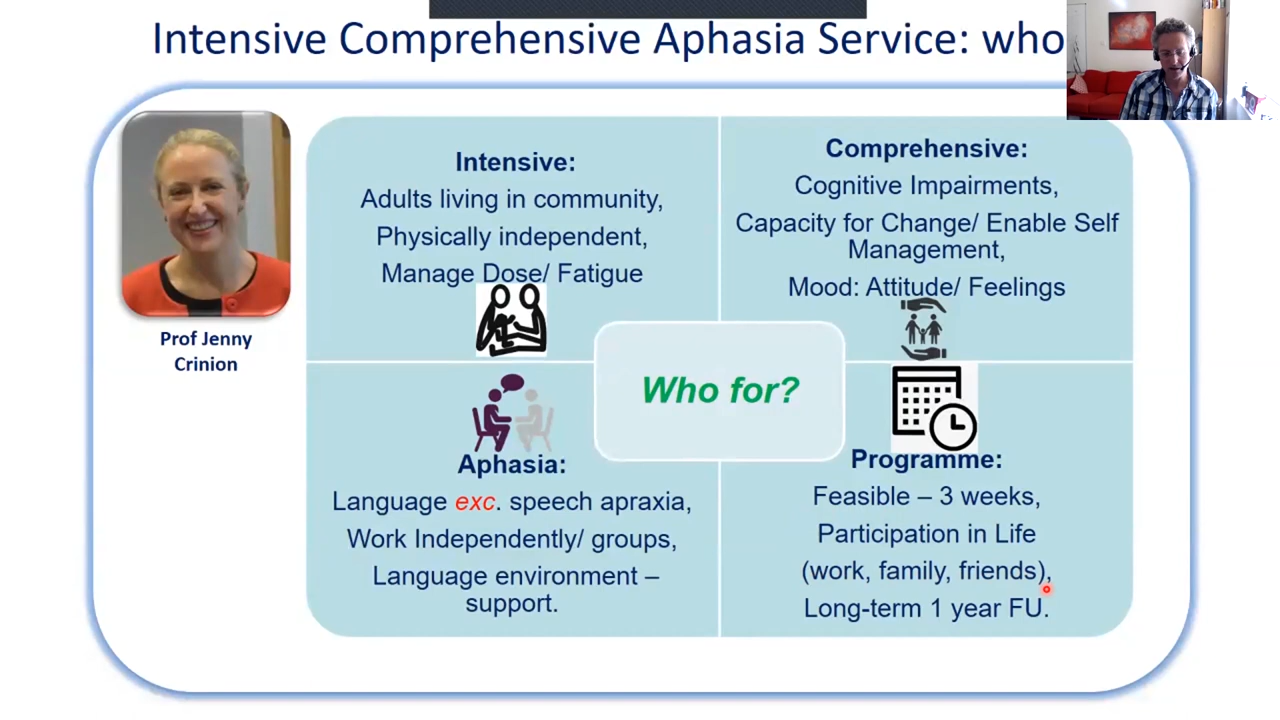 Intensive Comprehensive Aphasia Service: who
Prof Jenny
Crinion
Intensive:
Adults living in community,
Physically independent,
Manage Dose/ Fatigue
Comprehensive:
Cognitive Impairments,
Capacity for Change/ Enable Self
Management,
Mood: Attitude/ Feelings
Who for?
Aphasia:
Language exc. speech apraxia,
Work Independently/ groups,
Language environment –
support.
Programme:
Feasible – 3 weeks,
Participation in Life
(work, family, friends),
Long-term 1 year FU.